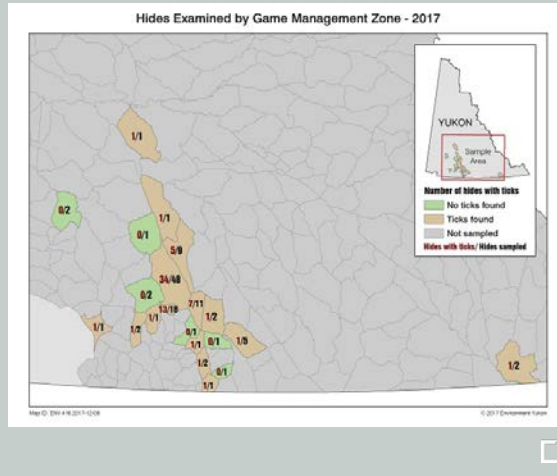 Hides Examined by Game Management Zone - 2017
YUKON
Sample
Area
Number of hides with ticks
No ticks found
Ticks found
Not sampled
Hides with ticks/ Hides sampled
1/1
0/2
1/1
0/1
5/9
34/48
0/2
7/11
13/18
1/2
1/1
1/1
1/2
0/1
1/1
0/1
1/5
1/2
0/1
1/1
1/2
© 2017 Environment Yukon